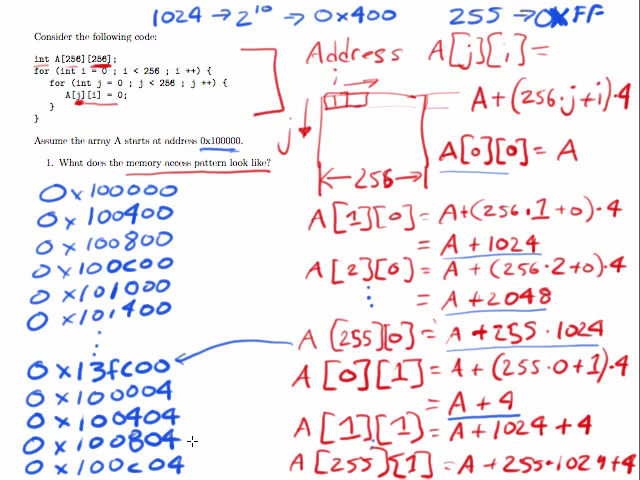 1024 → 2^10 → 0x400
255 → 0xFF
Consider the following code:
int A[256][256];
for (int i = 0 ; i < 256 ; i ++) {
for (int j = 0 ; j < 256 ; j ++) {
A[j][i] = 0;
}
}
Assume the array A starts at address 0x100000.
1. What does the memory access pattern look like?
0x100000
0x100400
0x100800
0x100C00
0x101000
0x101400
⋮
0x13fC00
0x100004
0x100404
0x100804
0x100C04
Address A[j][i] =
A+(256·j+i)·4
i
j
256
A[0][0] = A
A[1][0] = A+(256·1+0)·4
= A + 1024
A[2][0] = A + (256·2+0)·4
⋮ = A + 2048
A[255][0] = A + 255·1024
A[0][1] = A + (255·0+1)·4
= A + 4
A[1][1] = A + 1024 + 4
A[255][1] = A + 255·1024+4